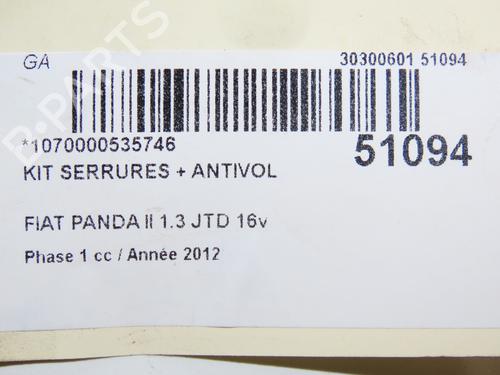 GA
30300601 51094
*1070000535746
51094
KIT SERRURES + ANTIVOL
FIAT PANDA II 1.3 JTD 16v
Phase 1 cc / Année 2012
B-PARTS